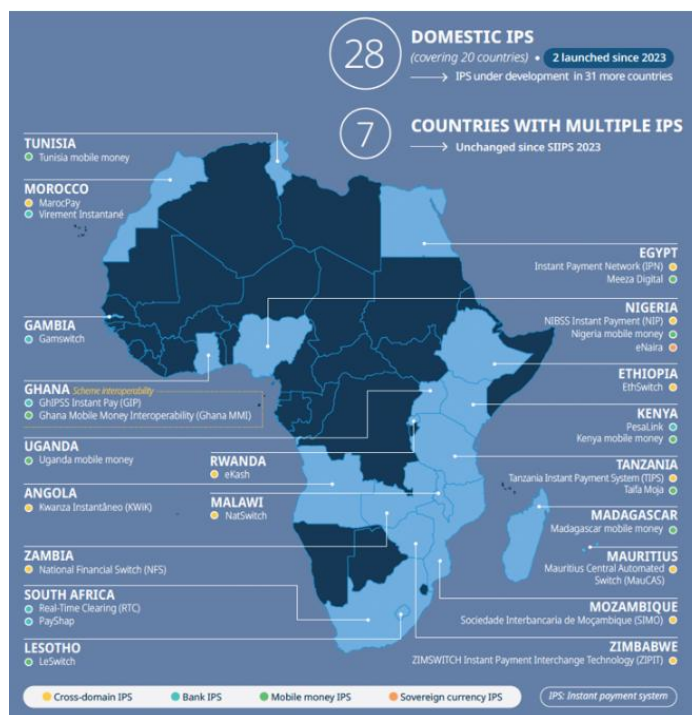 28
DOMESTIC IPS
(covering 20 countries) • 2 launched since 2023
IPS under development in 31 more countries
7
COUNTRIES WITH MULTIPLE IPS
Unchanged since SIIPS 2023
TUNISIA
Tunisia mobile money
MOROCCO
MarocPay
Virement Instantané
GAMBIA
Gamswitch
GHANA Scheme interoperability
GhIPSS Instant Pay (GIP)
Ghana Mobile Money Interoperability (Ghana MMI)
UGANDA
Uganda mobile money
RWANDA
eKash
ANGOLA
Kwanza Instantâneo (KWiK)
MALAWI
NatSwitch
ZAMBIA
National Financial Switch (NFS)
SOUTH AFRICA
Real-Time Clearing (RTC)
PayShap
LESOTHO
LeSwitch
EGYPT
Instant Payment Network (IPN)
Meeza Digital
NIGERIA
NIBSS Instant Payment (NIP)
Nigeria mobile money
eNaira
ETHIOPIA
EthSwitch
KENYA
PesaLink
Kenya mobile money
TANZANIA
Tanzania Instant Payment System (TIPS)
Taifa Moja
MADAGASCAR
Madagascar mobile money
MAURITIUS
Mauritius Central Automated
Switch (MauCAS)
MOZAMBIQUE
Sociedade Interbancaria de Moçambique (SIMO)
ZIMBABWE
ZIMSWITCH Instant Payment Interchange Technology (ZIPIT)
Cross-domain IPS
Bank IPS
Mobile money IPS
Sovereign currency IPS
IPS: Instant payment system